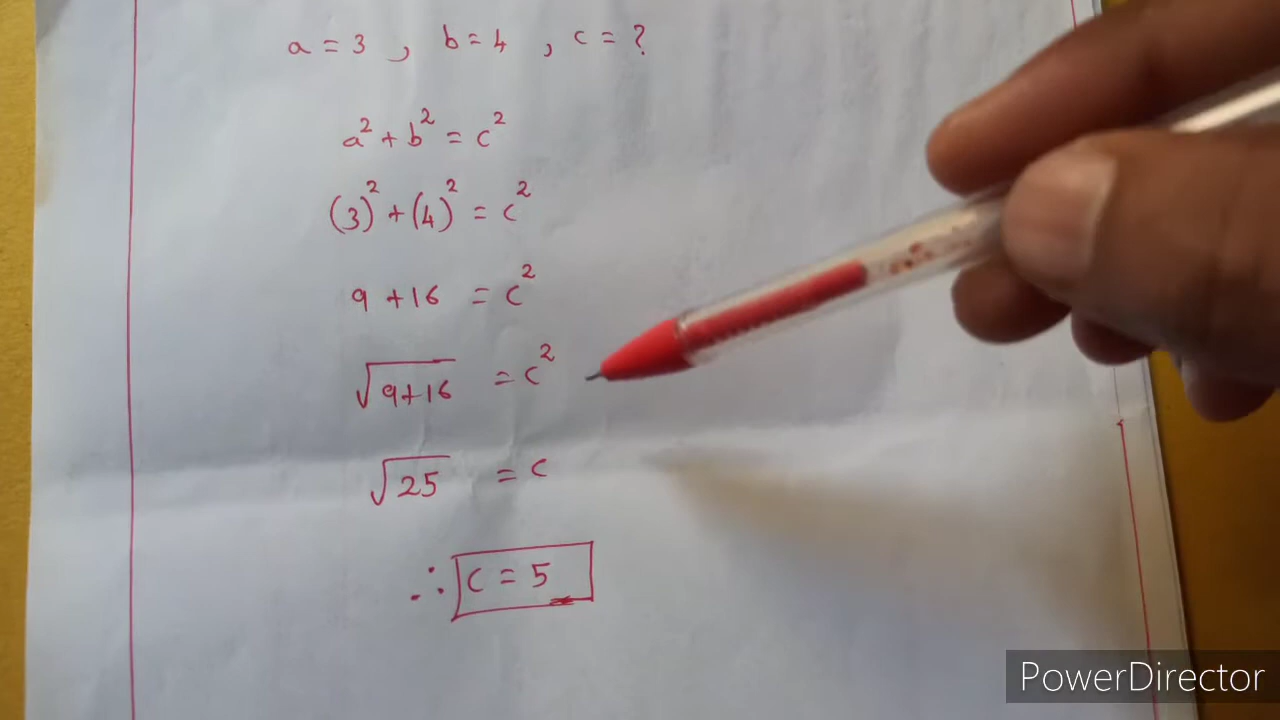 a = 3 , b = 4 , c = ?
a² + b² = c²
(3)² + (4)² = c²
9 + 16 = c²
√9+16 = c²
√25 = c
∴ c = 5
PowerDirector